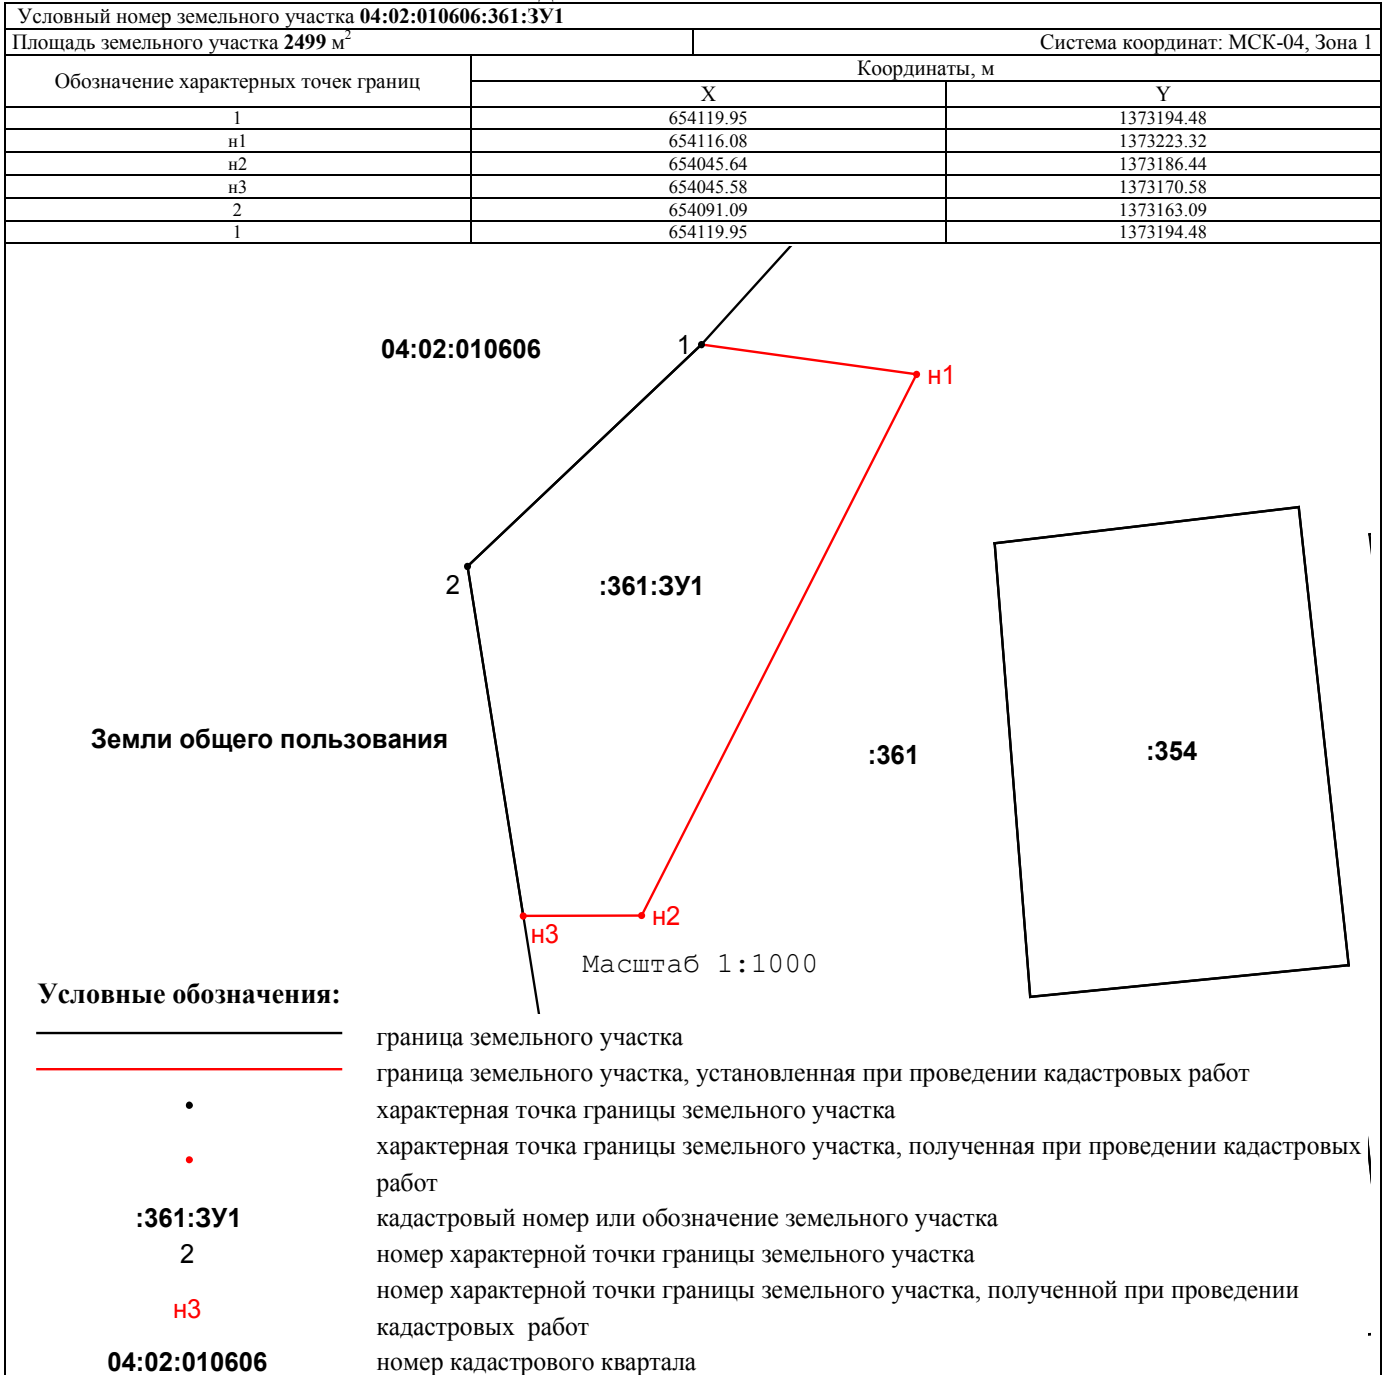 Условный номер земельного участка 04:02:010606:361:ЗУ1
Площадь земельного участка 2499 м²
Система координат: МСК-04, Зона 1
Обозначение характерных точек границ
Координаты, м
X Y
1 654119.95 1373194.48
н1 654116.08 1373223.32
н2 654045.64 1373186.44
н3 654045.58 1373170.58
2 654091.09 1373163.09
1 654119.95 1373194.48
04:02:010606
1
н1
2
:361:ЗУ1
Земли общего пользования
:361
:354
н2
н3
Масштаб 1:1000
Условные обозначения:
граница земельного участка
граница земельного участка, установленная при проведении кадастровых работ
характерная точка границы земельного участка
характерная точка границы земельного участка, полученная при проведении кадастровых
работ
:361:ЗУ1 кадастровый номер или обозначение земельного участка
2 номер характерной точки границы земельного участка
н3 номер характерной точки границы земельного участка, полученной при проведении
кадастровых работ
04:02:010606 номер кадастрового квартала